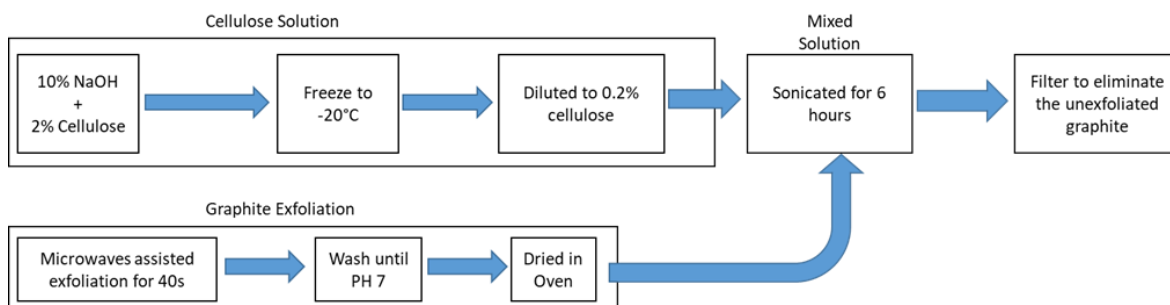 Cellulose Solution
10% NaOH
+
2% Cellulose
Freeze to
-20°C
Diluted to 0.2%
cellulose
Mixed
Solution
Sonicated for 6
hours
Filter to eliminate
the unexfoliated
graphite
Graphite Exfoliation
Microwaves assisted
exfoliation for 40s
Wash until
PH 7
Dried in
Oven